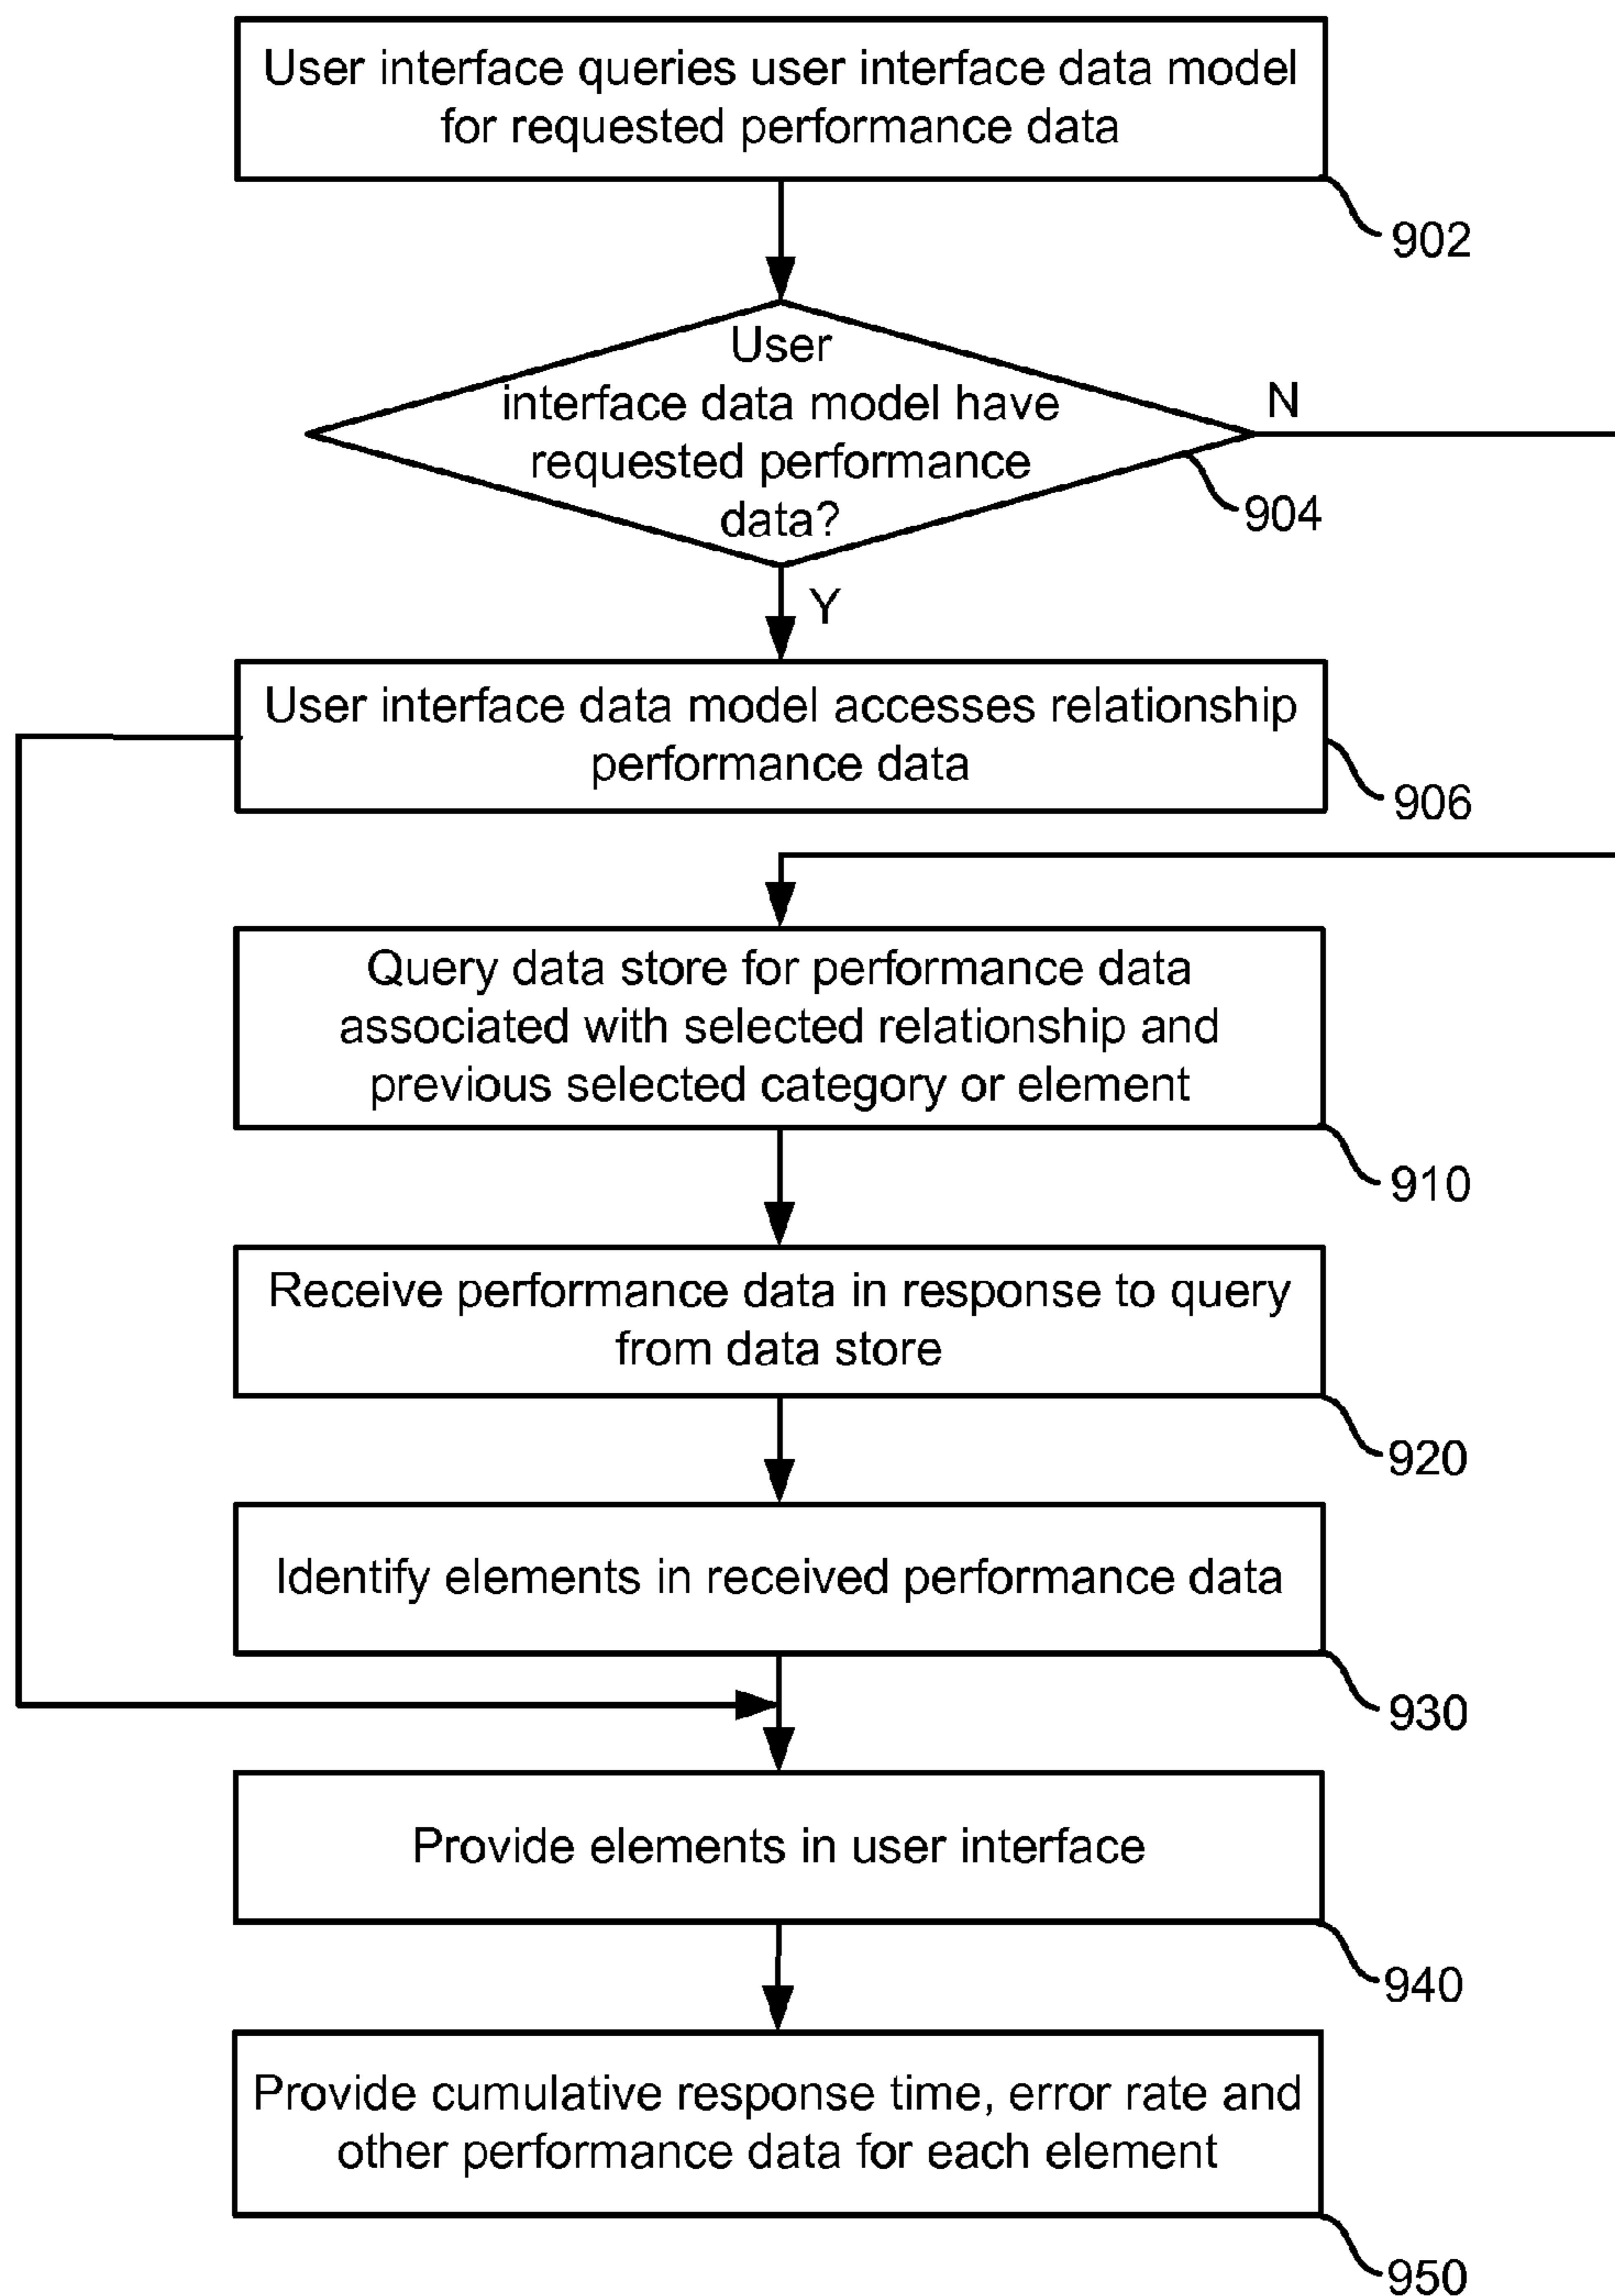 User interface queries user interface data model
for requested performance data
902
User
interface data model have
requested performance
data?
N
904
Y
User interface data model accesses relationship
performance data
906
Query data store for performance data
associated with selected relationship and
previous selected category or element
910
Receive performance data in response to query
from data store
920
Identify elements in received performance data
930
Provide elements in user interface
940
Provide cumulative response time, error rate and
other performance data for each element
950